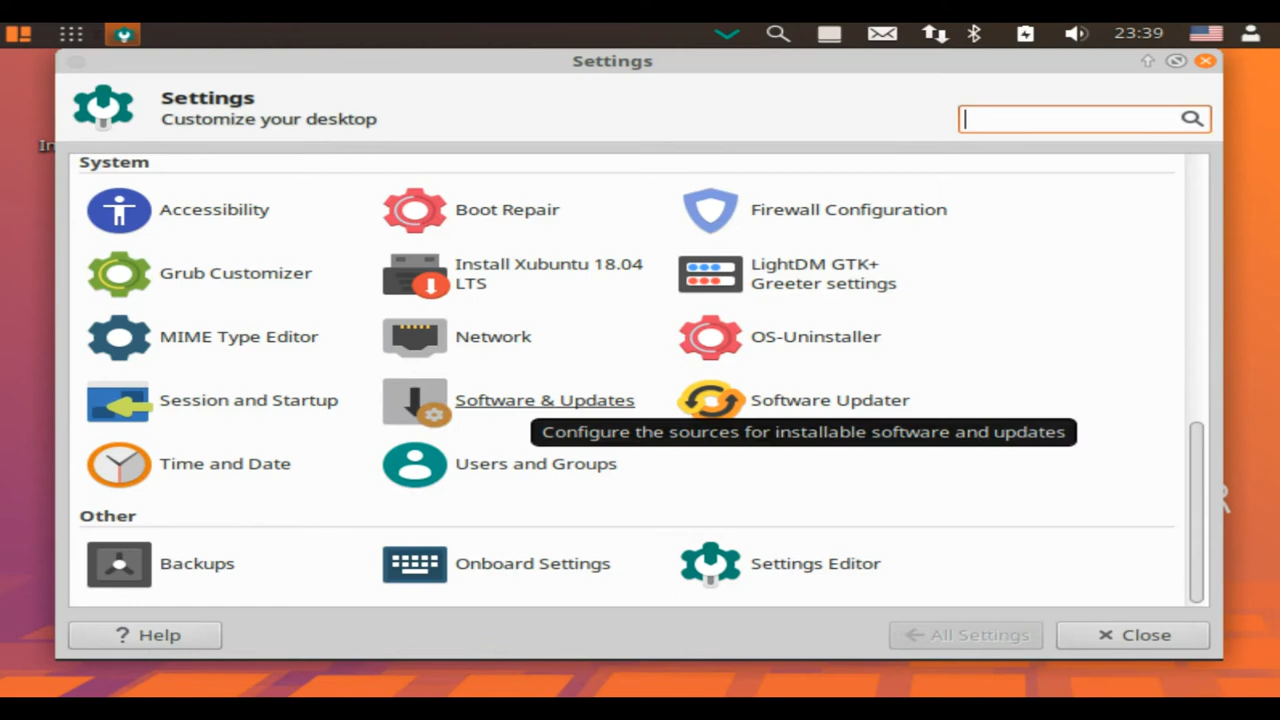 23:39
Settings
Settings
Customize your desktop
System
Accessibility
Boot Repair
Firewall Configuration
Grub Customizer
Install Xubuntu 18.04
LTS
LightDM GTK+
Greeter settings
MIME Type Editor
Network
OS-Uninstaller
Session and Startup
Software & Updates
Software Updater
Configure the sources for installable software and updates
Time and Date
Users and Groups
Other
Backups
Onboard Settings
Settings Editor
? Help
All Settings
Close
In
R